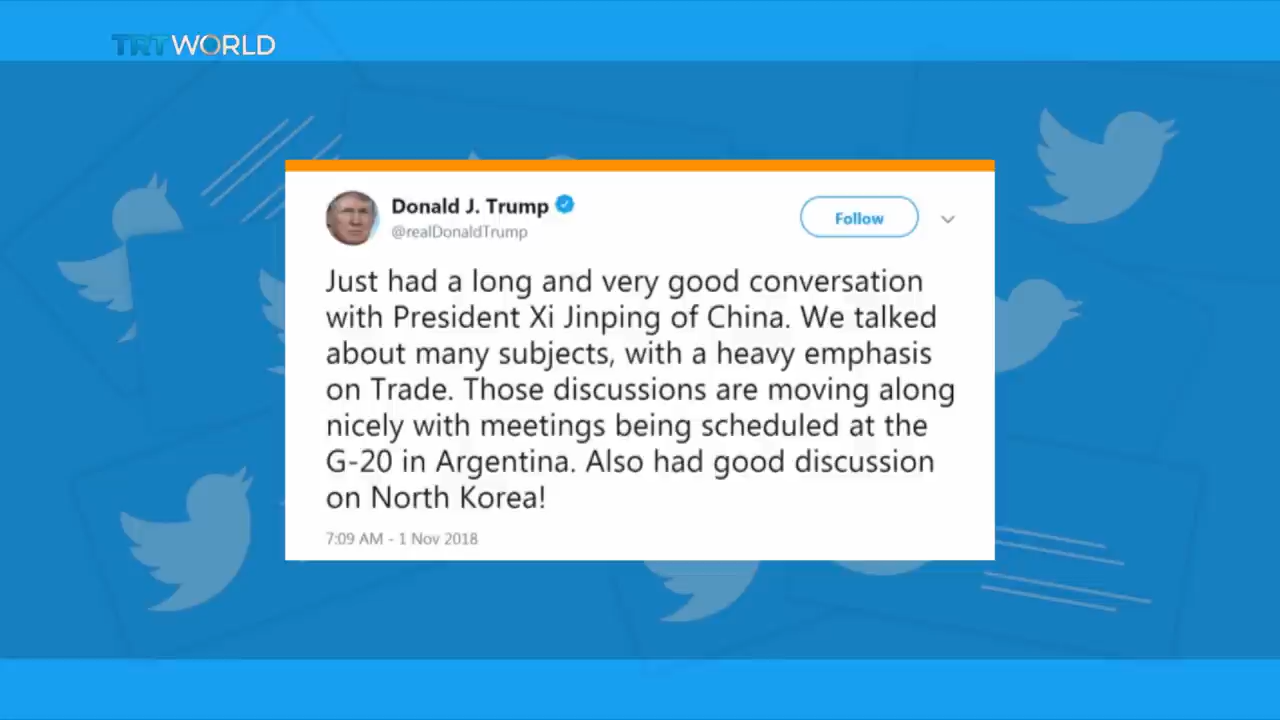 TRT WORLD
Donald J. Trump
@realDonaldTrump
Follow
Just had a long and very good conversation
with President Xi Jinping of China. We talked
about many subjects, with a heavy emphasis
on Trade. Those discussions are moving along
nicely with meetings being scheduled at the
G-20 in Argentina. Also had good discussion
on North Korea!
7:09 AM - 1 Nov 2018